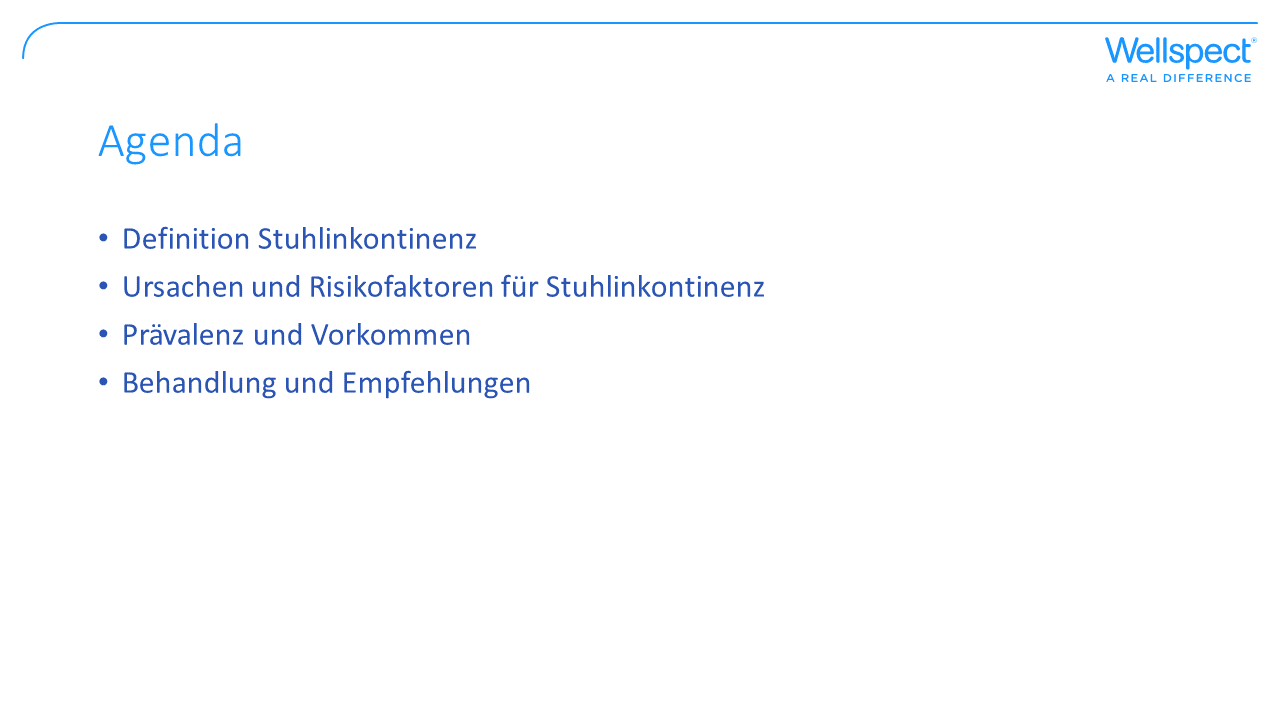 Wellspect®
A REAL DIFFERENCE
Agenda
• Definition Stuhlinkontinenz
• Ursachen und Risikofaktoren für Stuhlinkontinenz
• Prävalenz und Vorkommen
• Behandlung und Empfehlungen